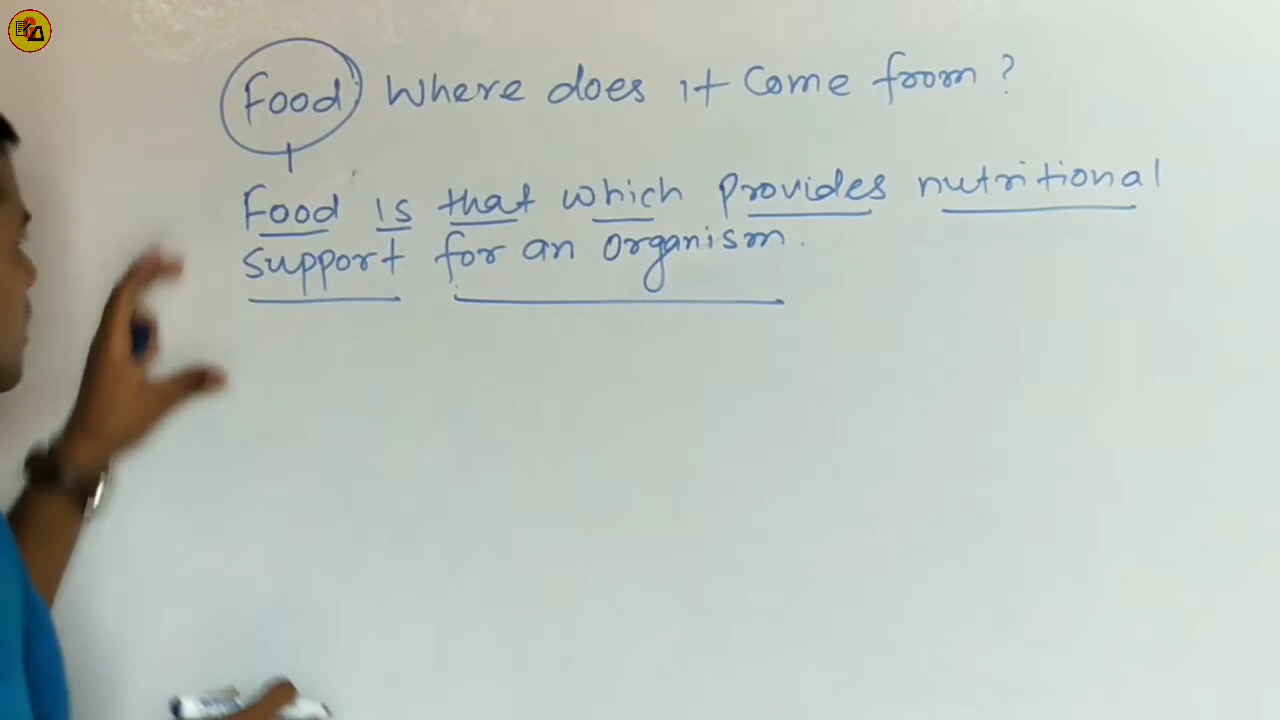 Food Where does it Come from ?
Food is that which provides nutritional
support for an organism.